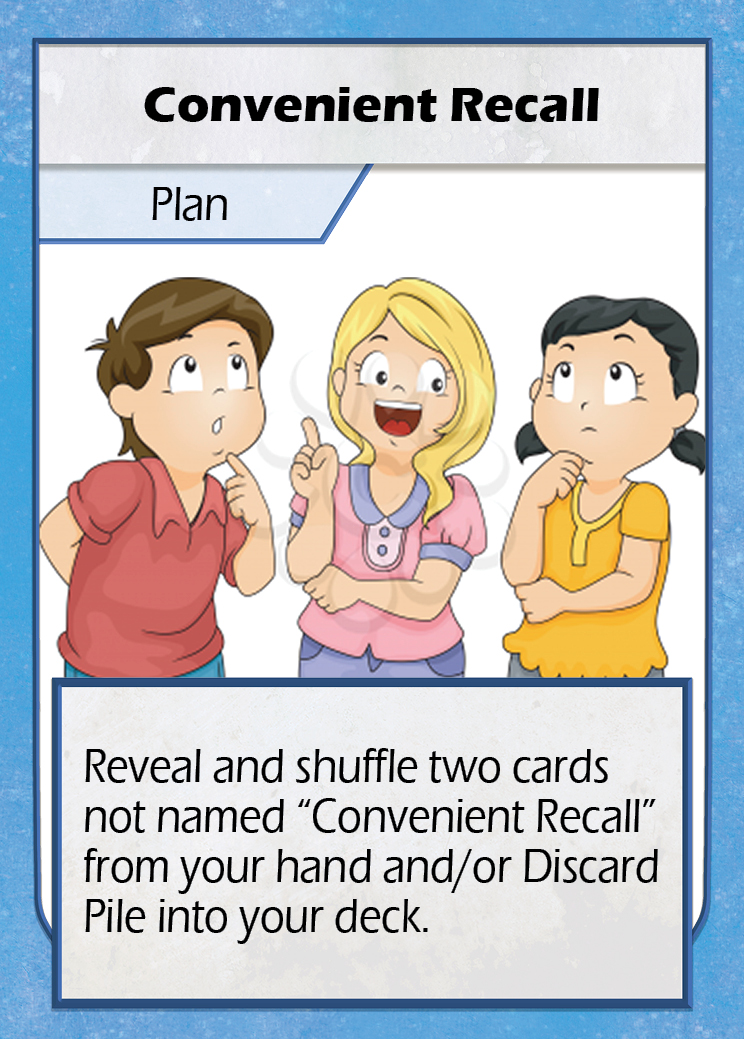 Convenient Recall
Plan
Reveal and shuffle two cards
not named “Convenient Recall”
from your hand and/or Discard
Pile into your deck.